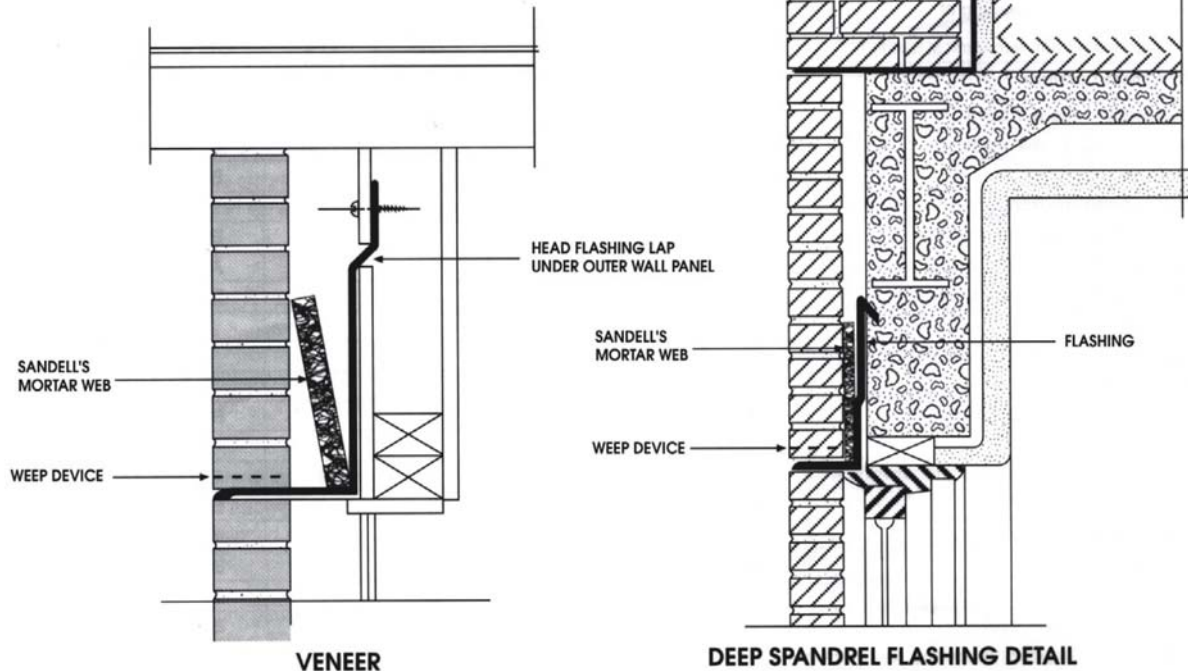 HEAD FLASHING LAP
UNDER OUTER WALL PANEL
SANDELL'S
MORTAR WEB
WEEP DEVICE
VENEER
SANDELL'S
MORTAR WEB
FLASHING
WEEP DEVICE
DEEP SPANDREL FLASHING DETAIL